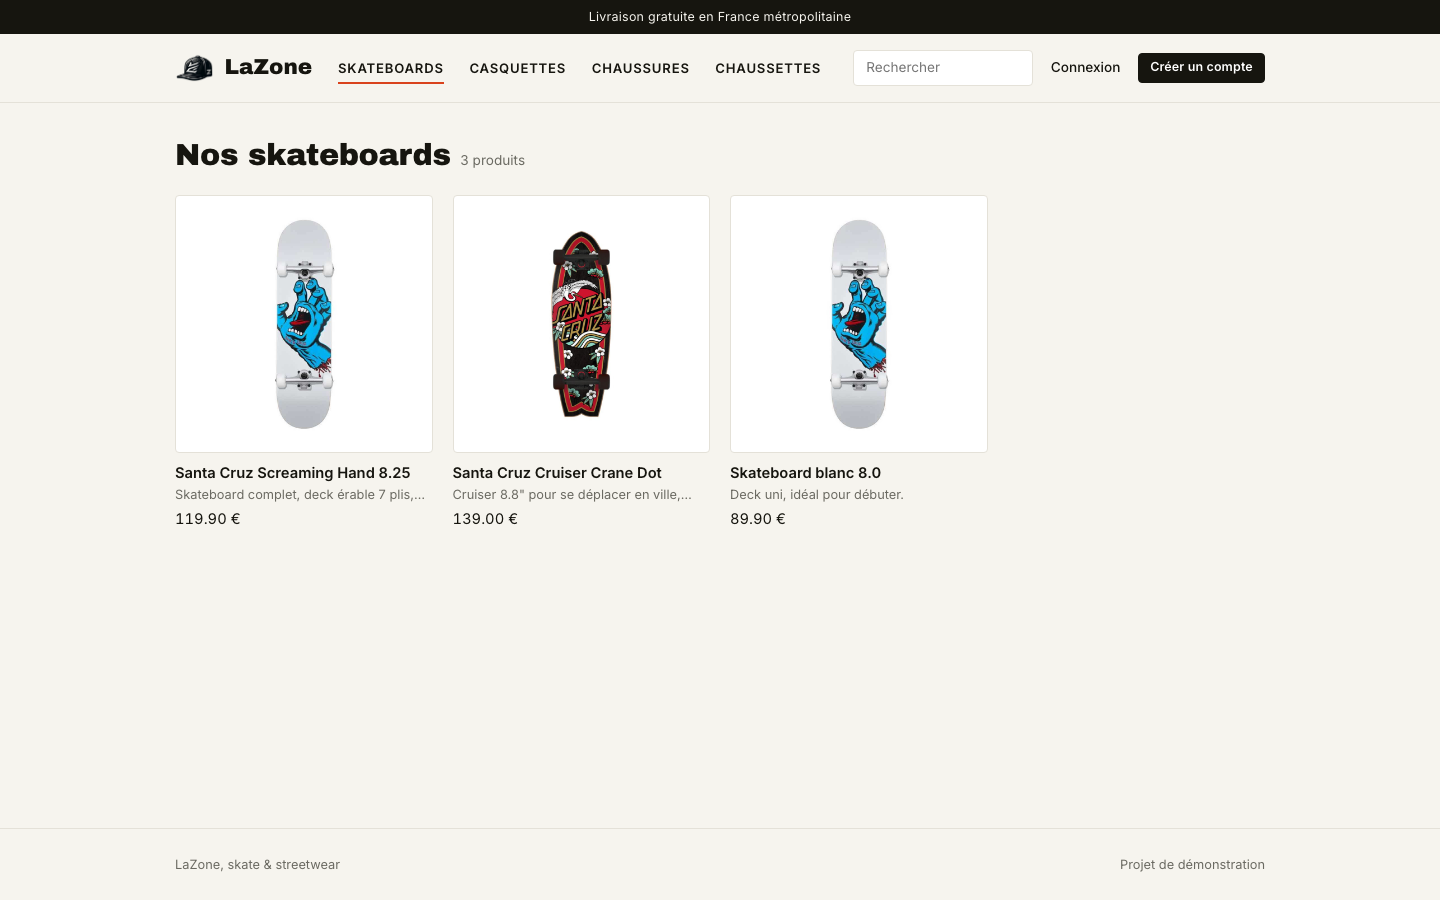 Livraison gratuite en France métropolitaine
LaZone
SKATEBOARDS
CASQUETTES
CHAUSSURES
CHAUSSETTES
Rechercher
Connexion
Créer un compte
Nos skateboards
3 produits
SANTA
CRUZ
Santa Cruz Screaming Hand 8.25
Skateboard complet, deck érable 7 plis,...
119.90 €
Santa Cruz Cruiser Crane Dot
Cruiser 8.8" pour se déplacer en ville,...
139.00 €
Skateboard blanc 8.0
Deck uni, idéal pour débuter.
89.90 €
LaZone, skate & streetwear
Projet de démonstration